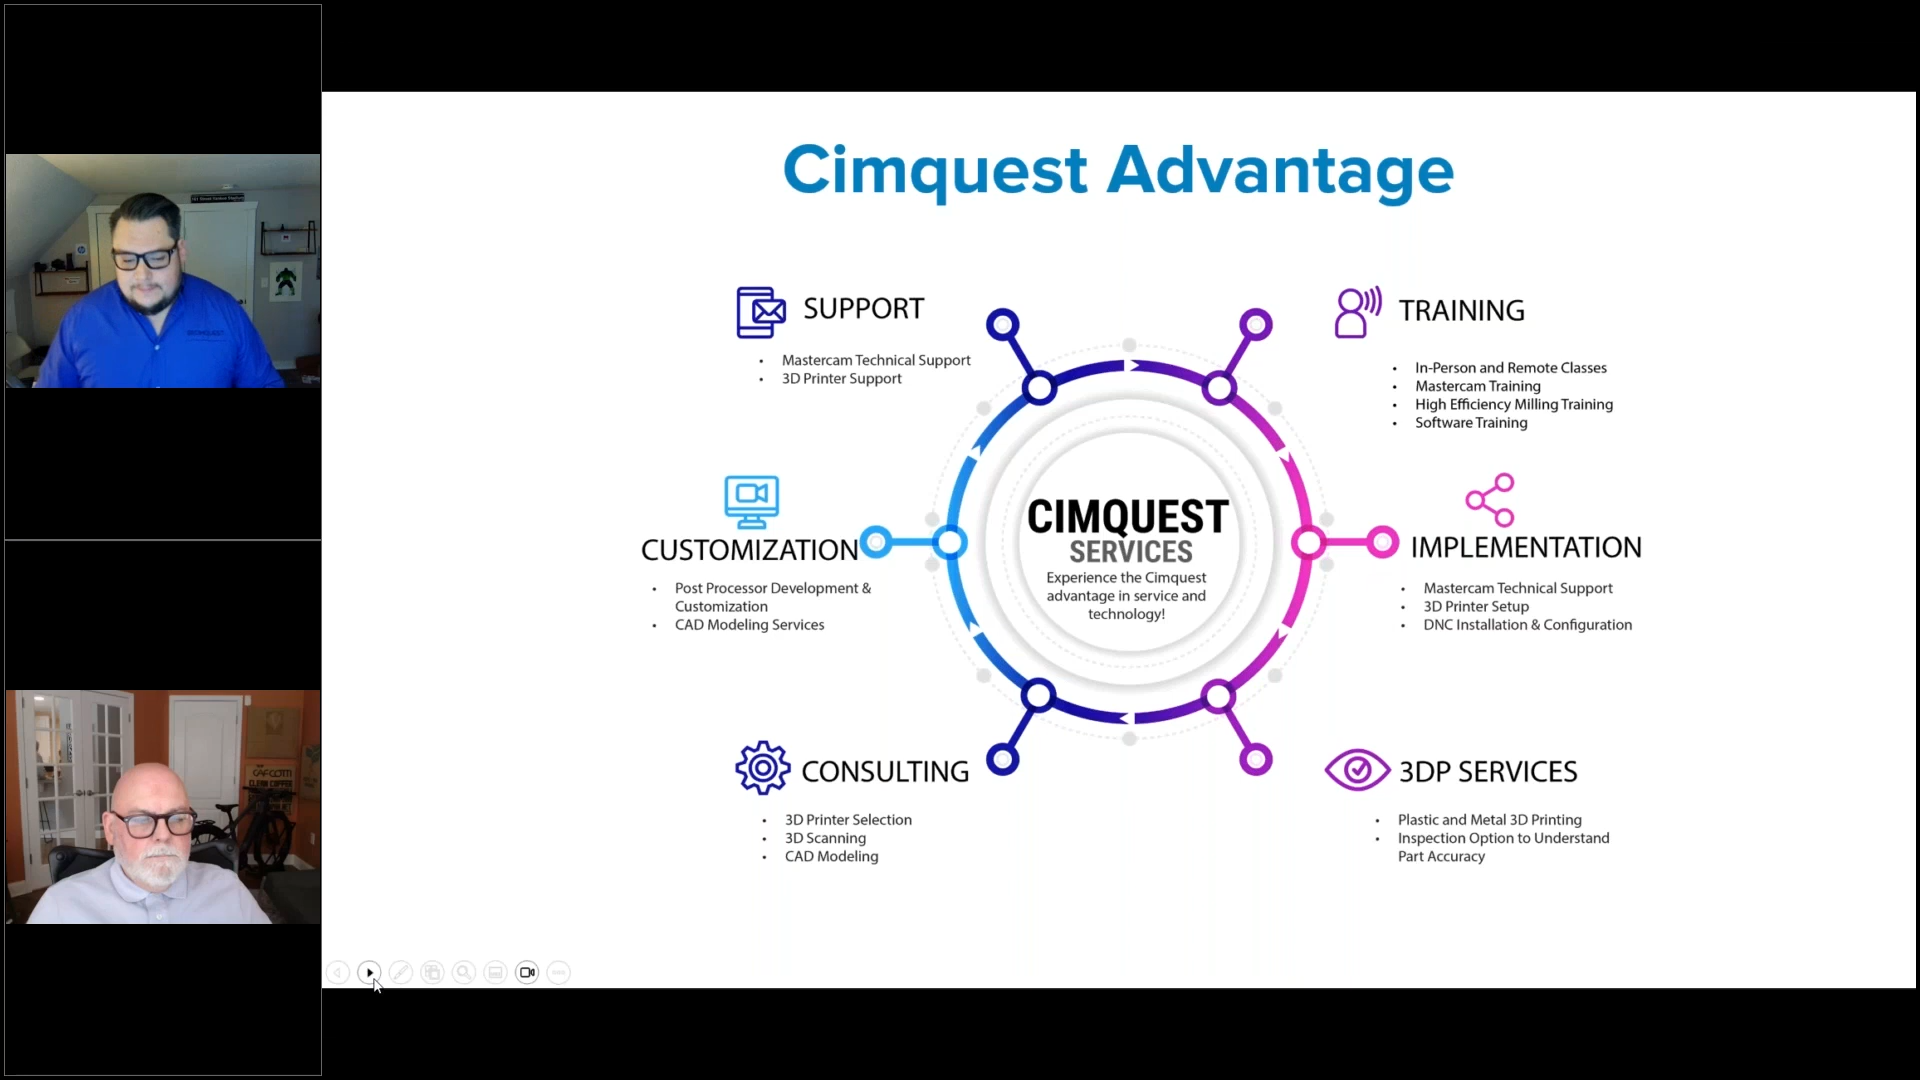 Cimquest Advantage
SUPPORT
• Mastercam Technical Support
• 3D Printer Support
TRAINING
• In-Person and Remote Classes
• Mastercam Training
• High Efficiency Milling Training
• Software Training
CUSTOMIZATION
• Post Processor Development &
Customization
• CAD Modeling Services
CIMQUEST
SERVICES
Experience the Cimquest
advantage in service and
technology!
IMPLEMENTATION
• Mastercam Technical Support
• 3D Printer Setup
• DNC Installation & Configuration
CONSULTING
• 3D Printer Selection
• 3D Scanning
• CAD Modeling
3DP SERVICES
• Plastic and Metal 3D Printing
• Inspection Option to Understand
Part Accuracy